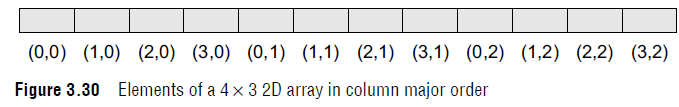 (0,0) (1,0) (2,0) (3,0) (0,1) (1,1) (2,1) (3,1) (0,2) (1,2) (2,2) (3,2)
Figure 3.30 Elements of a 4 × 3 2D array in column major order